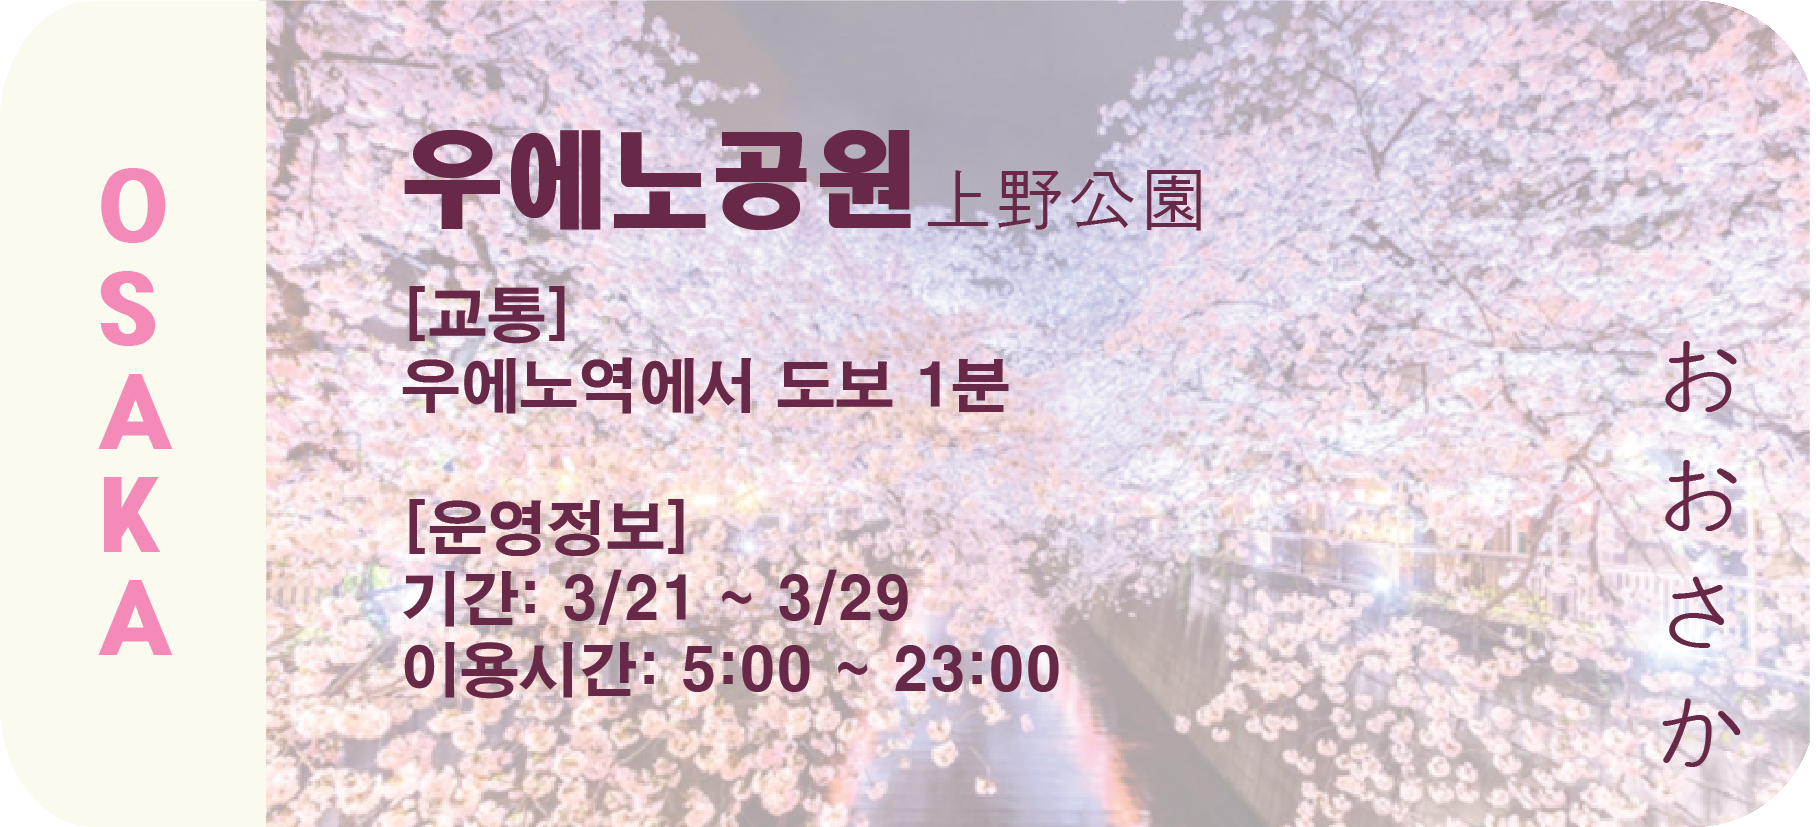 OSAKA
우에노공원 上野公園
[교통]
우에노역에서 도보 1분
[운영정보]
기간: 3/21 ~ 3/29
이용시간: 5:00 ~ 23:00
おおさか